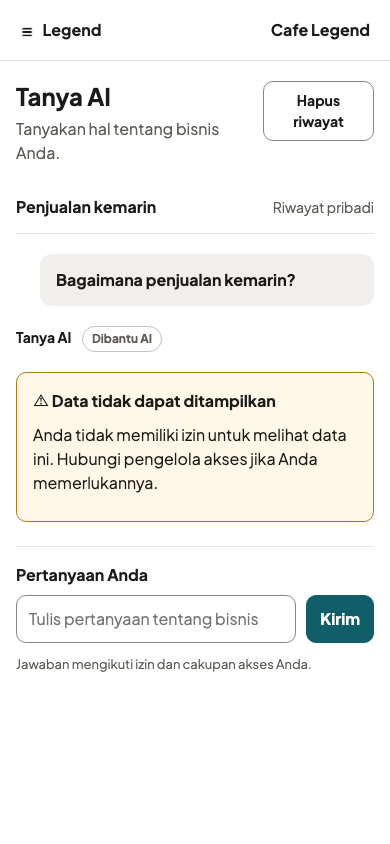 ≡ Legend
Cafe Legend
Tanya AI
Hapus
riwayat
Tanyakan hal tentang bisnis
Anda.
Penjualan kemarin
Riwayat pribadi
Bagaimana penjualan kemarin?
Tanya AI
Dibantu AI
⚠ Data tidak dapat ditampilkan
Anda tidak memiliki izin untuk melihat data
ini. Hubungi pengelola akses jika Anda
memerlukannya.
Pertanyaan Anda
Tulis pertanyaan tentang bisnis
Kirim
Jawaban mengikuti izin dan cakupan akses Anda.